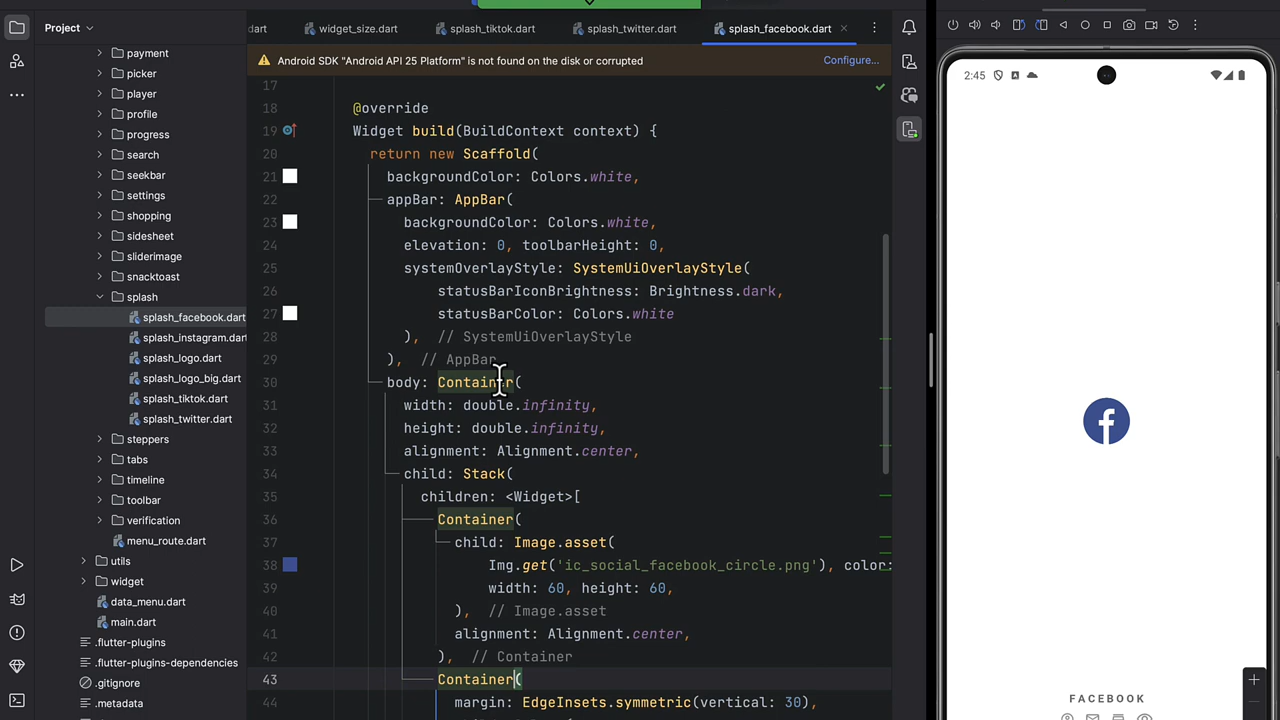 Project
dart
widget_size.dart
splash_tiktok.dart
splash_twitter.dart
splash_facebook.dart
Android SDK "Android API 25 Platform" is not found on the disk or corrupted
Configure...
payment
picker
player
profile
progress
search
seekbar
settings
shopping
sidesheet
sliderimage
snacktoast
splash
splash_facebook.dart
splash_instagram.dart
splash_logo.dart
splash_logo_big.dart
splash_tiktok.dart
splash_twitter.dart
steppers
tabs
timeline
toolbar
verification
menu_route.dart
utils
widget
data_menu.dart
main.dart
.flutter-plugins
.flutter-plugins-dependencies
.gitignore
.metadata
17
18 @override
19 Widget build(BuildContext context) {
20 return new Scaffold(
21 backgroundColor: Colors.white,
22 appBar: AppBar(
23 backgroundColor: Colors.white,
24 elevation: 0, toolbarHeight: 0,
25 systemOverlayStyle: SystemUiOverlayStyle(
26 statusBarIconBrightness: Brightness.dark,
27 statusBarColor: Colors.white
28 ), // SystemUiOverlayStyle
29 ), // AppBar
30 body: Container(
31 width: double.infinity,
32 height: double.infinity,
33 alignment: Alignment.center,
34 child: Stack(
35 children: <Widget>[
36 Container(
37 child: Image.asset(
38 Img.get('ic_social_facebook_circle.png'), color:
39 width: 60, height: 60,
40 ), // Image.asset
41 alignment: Alignment.center,
42 ), // Container
43 Container(
44 margin: EdgeInsets.symmetric(vertical: 30),
2:45
FACEBOOK